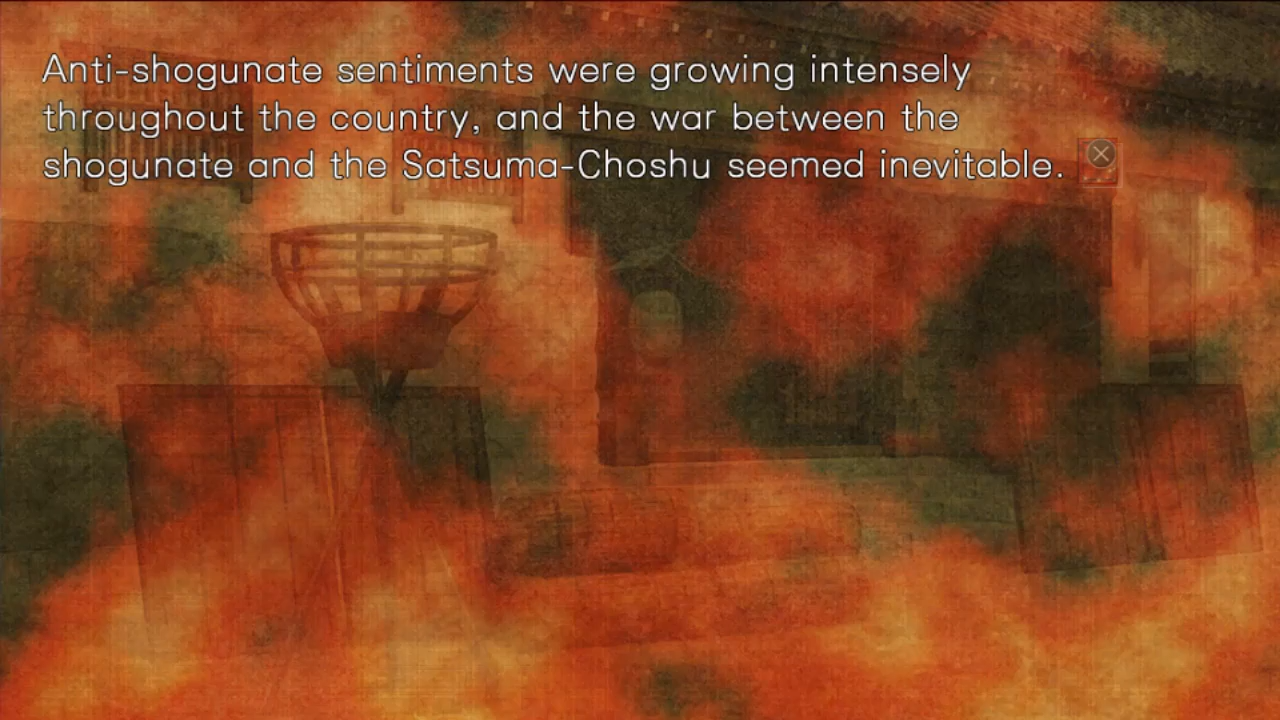 Anti-shogunate sentiments were growing intensely
throughout the country, and the war between the
shogunate and the Satsuma-Choshu seemed inevitable.